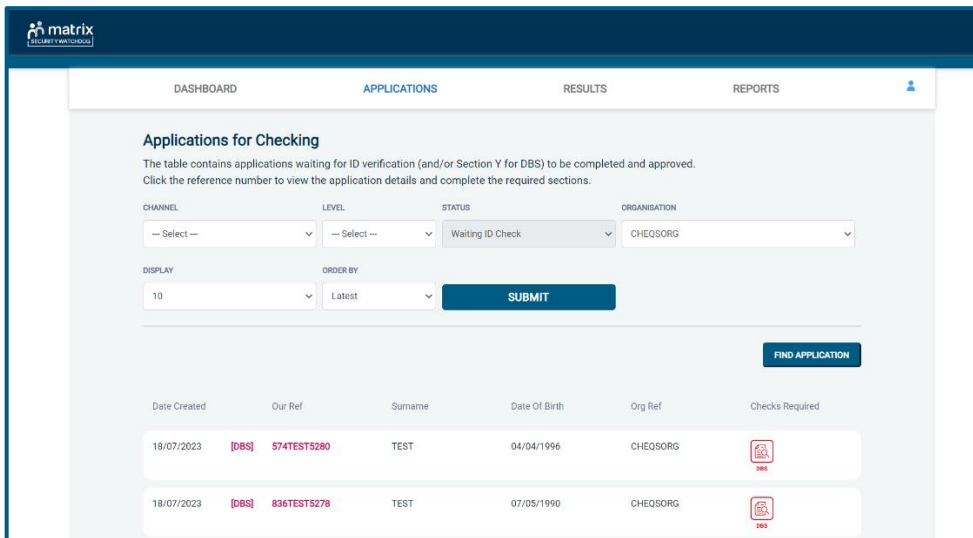 matrix
SECURITY WATCHDOG
DASHBOARD APPLICATIONS RESULTS REPORTS
Applications for Checking
The table contains applications waiting for ID verification (and/or Section Y for DBS) to be completed and approved.
Click the reference number to view the application details and complete the required sections.
CHANNEL LEVEL STATUS ORGANISATION
--- Select --- --- Select --- Waiting ID Check CHEQSORG
DISPLAY ORDER BY
10 Latest SUBMIT
FIND APPLICATION
Date Created Our Ref Surname Date Of Birth Org Ref Checks Required
18/07/2023 [DBS] 574TEST5280 TEST 04/04/1996 CHEQSORG
DBS
18/07/2023 [DBS] 836TEST5278 TEST 07/05/1990 CHEQSORG
DBS